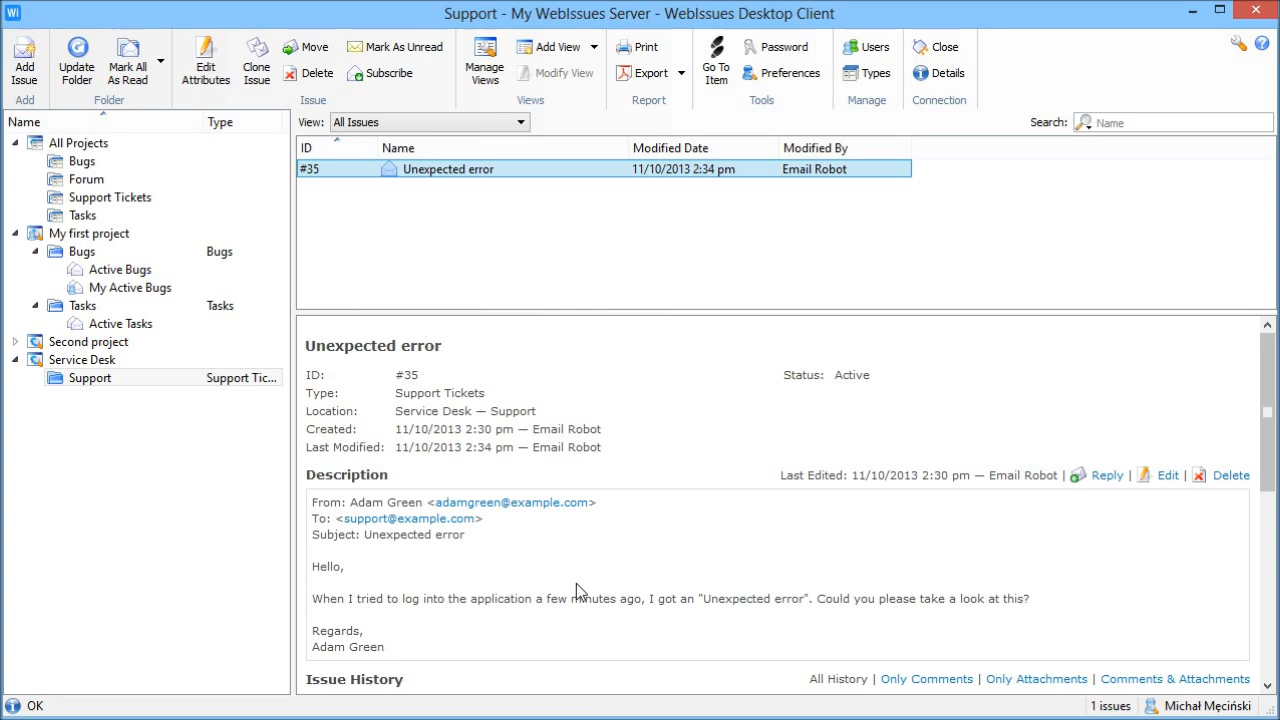 Wi
Support - My WebIssues Server - WebIssues Desktop Client
Add Issue
Update Folder
Mark All As Read
Edit Attributes
Clone Issue
Move
Delete
Mark As Unread
Subscribe
Manage Views
Add View
Modify View
Print
Export
Go To Item
Password
Preferences
Users
Types
Close
Details
Add
Folder
Issue
Views
Report
Tools
Manage
Connection
Name Type
All Projects
Bugs
Forum
Support Tickets
Tasks
My first project
Bugs Bugs
Active Bugs
My Active Bugs
Tasks Tasks
Active Tasks
Second project
Service Desk
Support Support Tic...
View: All Issues
Search: Name
ID Name Modified Date Modified By
#35 Unexpected error 11/10/2013 2:34 pm Email Robot
Unexpected error
ID: #35 Status: Active
Type: Support Tickets
Location: Service Desk — Support
Created: 11/10/2013 2:30 pm — Email Robot
Last Modified: 11/10/2013 2:34 pm — Email Robot
Description Last Edited: 11/10/2013 2:30 pm — Email Robot | Reply | Edit | Delete
From: Adam Green <adamgreen@example.com>
To: <support@example.com>
Subject: Unexpected error
Hello,
When I tried to log into the application a few minutes ago, I got an "Unexpected error". Could you please take a look at this?
Regards,
Adam Green
Issue History All History | Only Comments | Only Attachments | Comments & Attachments
OK 1 issues Michał Męciński